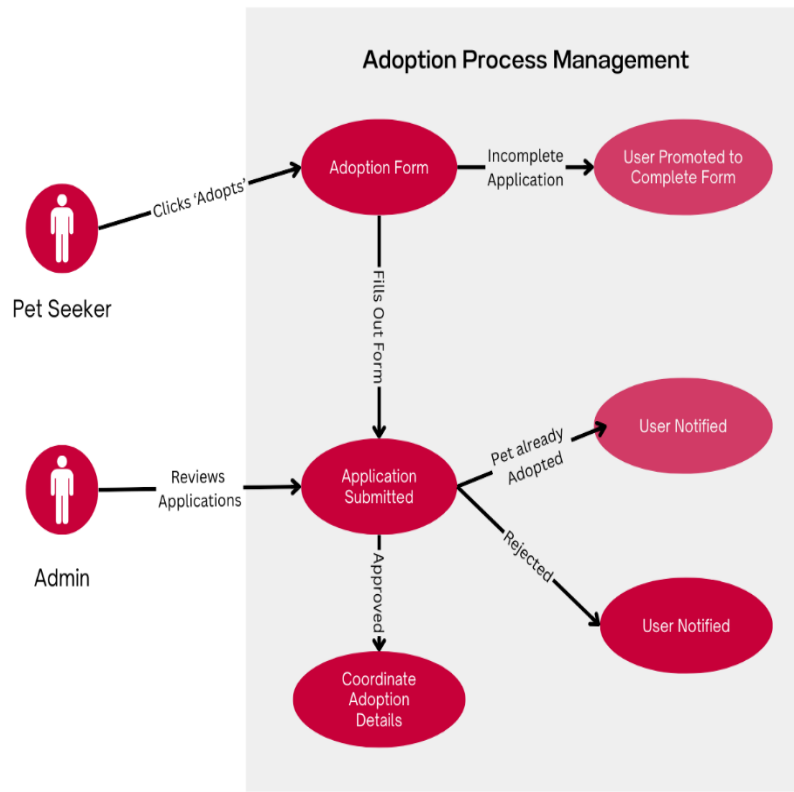 Adoption Process Management
Adoption Form
Incomplete
Application
User Promoted to
Complete Form
Clicks ‘Adopts’
Pet Seeker
Fills Out Form
Pet already
Adopted
User Notified
Reviews
Applications
Application
Submitted
Admin
Rejected
Approved
User Notified
Coordinate
Adoption
Details